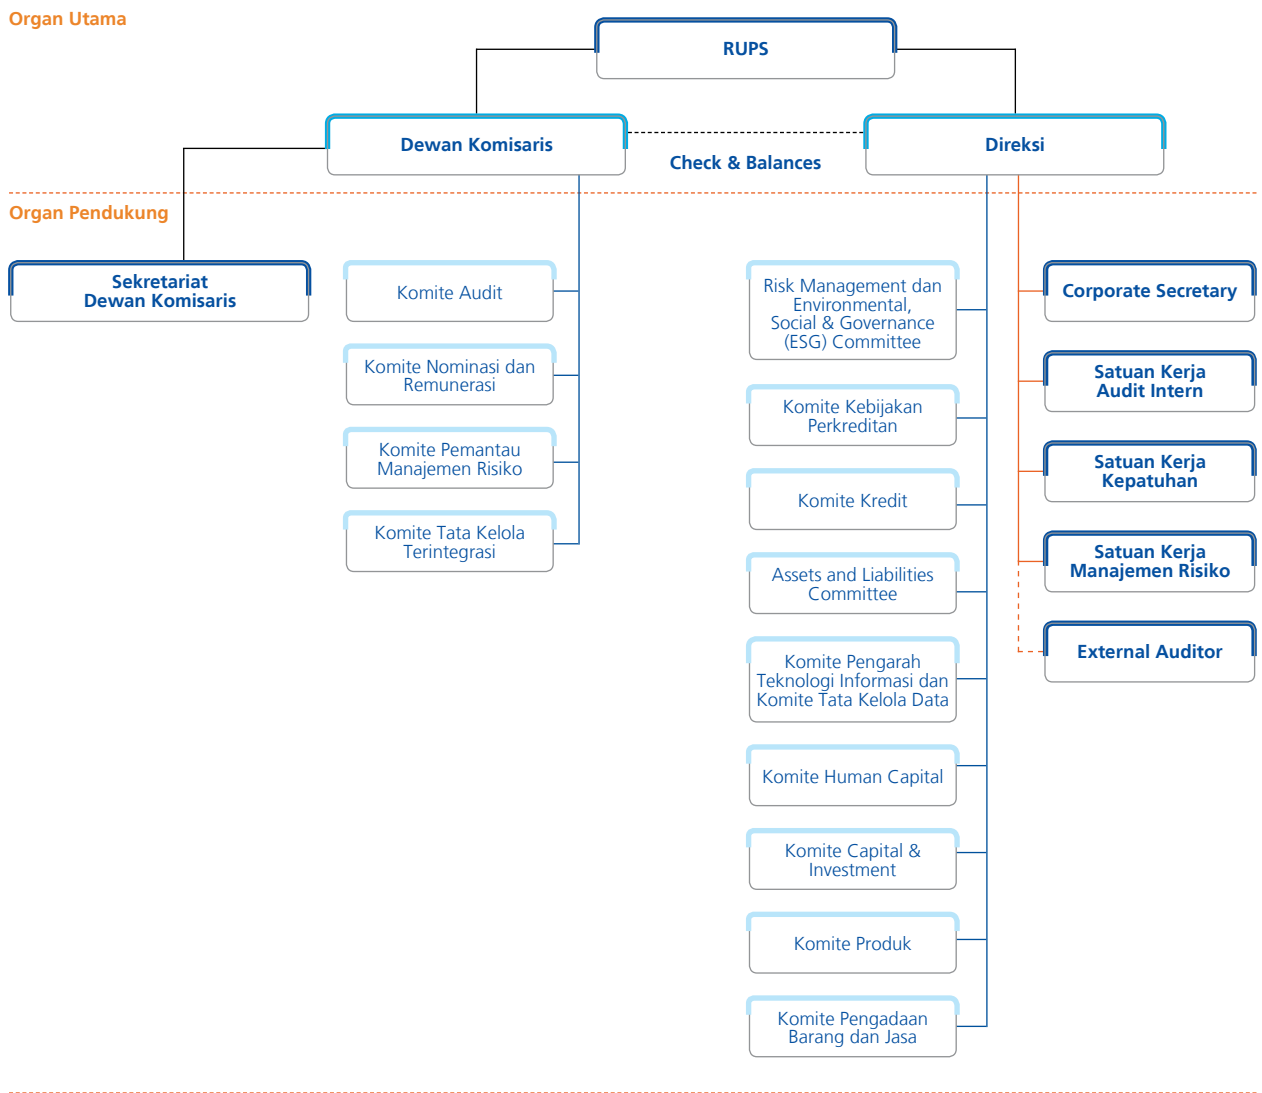 Organ Utama
RUPS
Dewan Komisaris
Check & Balances
Direksi
Organ Pendukung
Sekretariat
Dewan Komisaris
Komite Audit
Komite Nominasi dan
Remunerasi
Komite Pemantau
Manajemen Risiko
Komite Tata Kelola
Terintegrasi
Risk Management dan
Environmental,
Social & Governance
(ESG) Committee
Komite Kebijakan
Perkreditan
Komite Kredit
Assets and Liabilities
Committee
Komite Pengarah
Teknologi Informasi dan
Komite Tata Kelola Data
Komite Human Capital
Komite Capital &
Investment
Komite Produk
Komite Pengadaan
Barang dan Jasa
Corporate Secretary
Satuan Kerja
Audit Intern
Satuan Kerja
Kepatuhan
Satuan Kerja
Manajemen Risiko
External Auditor